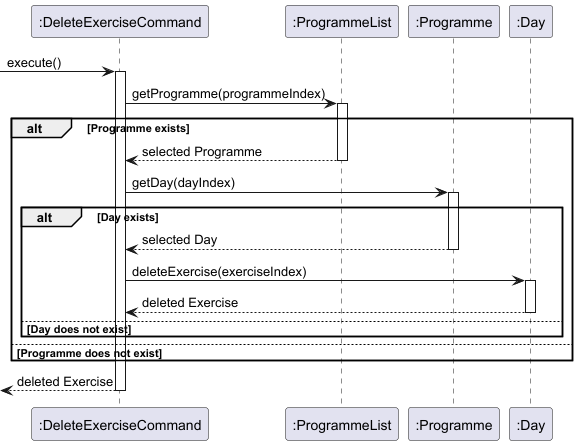 :DeleteExerciseCommand :ProgrammeList :Programme :Day
execute()
getProgramme(programmeIndex)
alt [Programme exists]
selected Programme
getDay(dayIndex)
alt [Day exists]
selected Day
deleteExercise(exerciseIndex)
deleted Exercise
[Day does not exist]
[Programme does not exist]
deleted Exercise
:DeleteExerciseCommand :ProgrammeList :Programme :Day